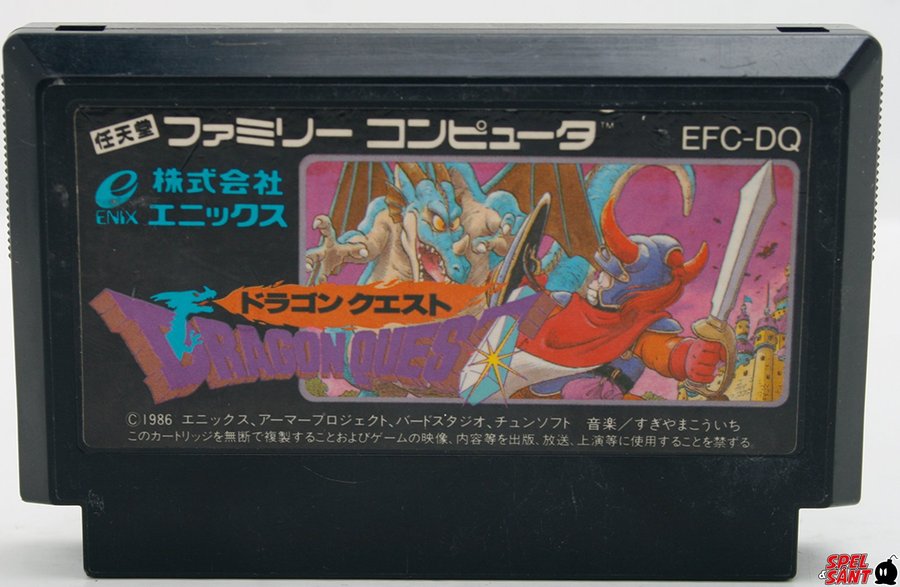 任天堂 ファミリー コンピュータ™ EFC-DQ
ENIX
株式会社
エニックス
ドラゴンクエスト
DRAGON QUEST
©1986 エニックス、アーマープロジェクト、バードスタジオ、チュンソフト 音楽/すぎやまこういち
このカートリッジを無断で複製することおよびゲームの映像、内容等を出版、放送、上演等に使用することを禁ずる
SPEL
&SANT